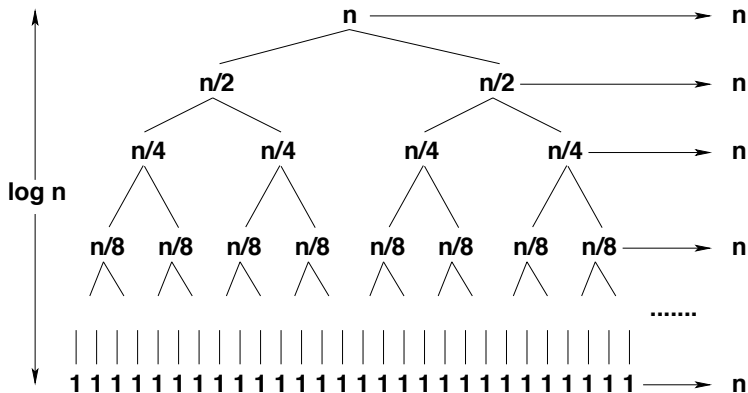 n n
n/2 n/2 n
n/4 n/4 n/4 n/4 n
log n
n/8 n/8 n/8 n/8 n/8 n/8 n/8 n/8 n
.......
1 1 1 1 1 1 1 1 1 1 1 1 1 1 1 1 1 1 1 1 1 1 1 1 1 1 1 1 n